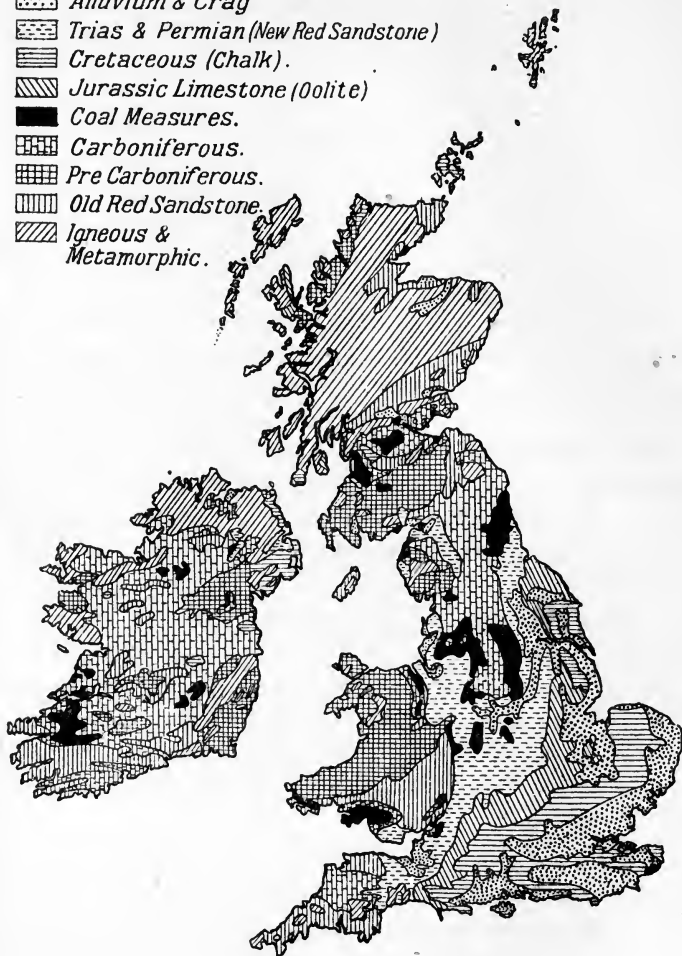 Alluvium & Crag
Trias & Permian (New Red Sandstone)
Cretaceous (Chalk).
Jurassic Limestone (Oolite)
Coal Measures.
Carboniferous.
Pre Carboniferous.
Old Red Sandstone.
Igneous &
Metamorphic.